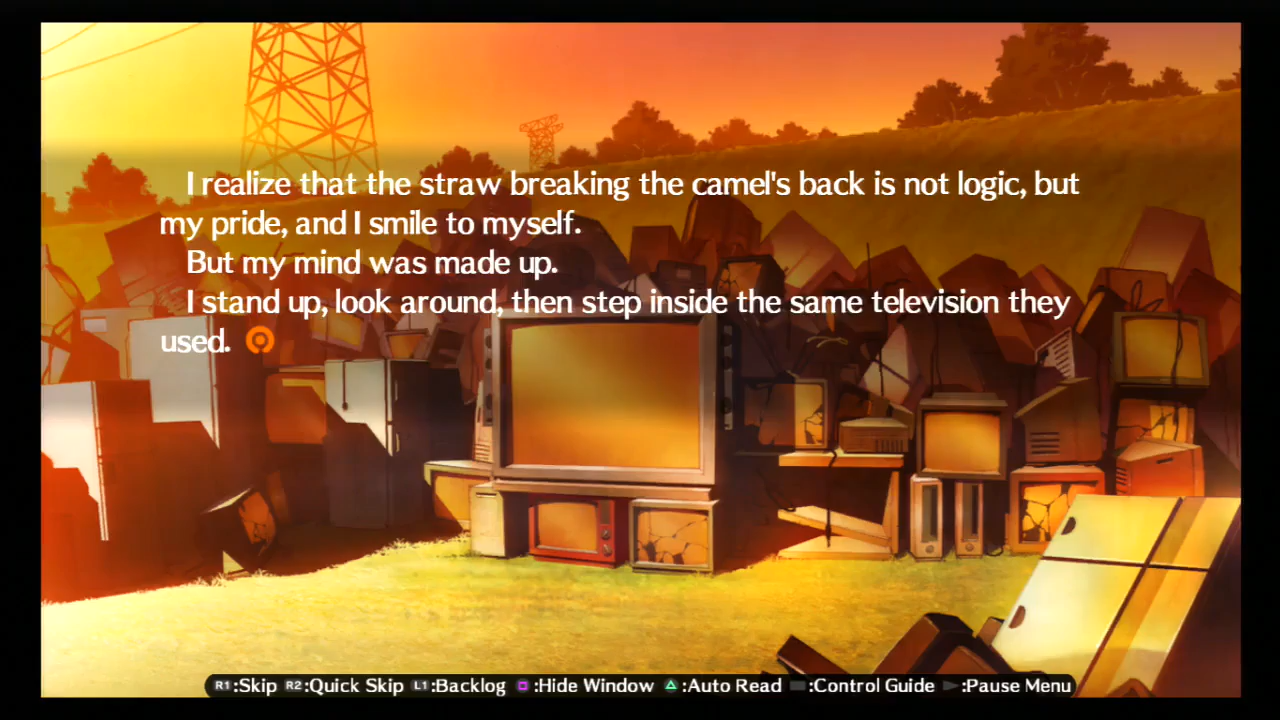 I realize that the straw breaking the camel's back is not logic, but
my pride, and I smile to myself.
But my mind was made up.
I stand up, look around, then step inside the same television they
used.
R1:Skip R2:Quick Skip L1:Backlog :Hide Window :Auto Read :Control Guide :Pause Menu